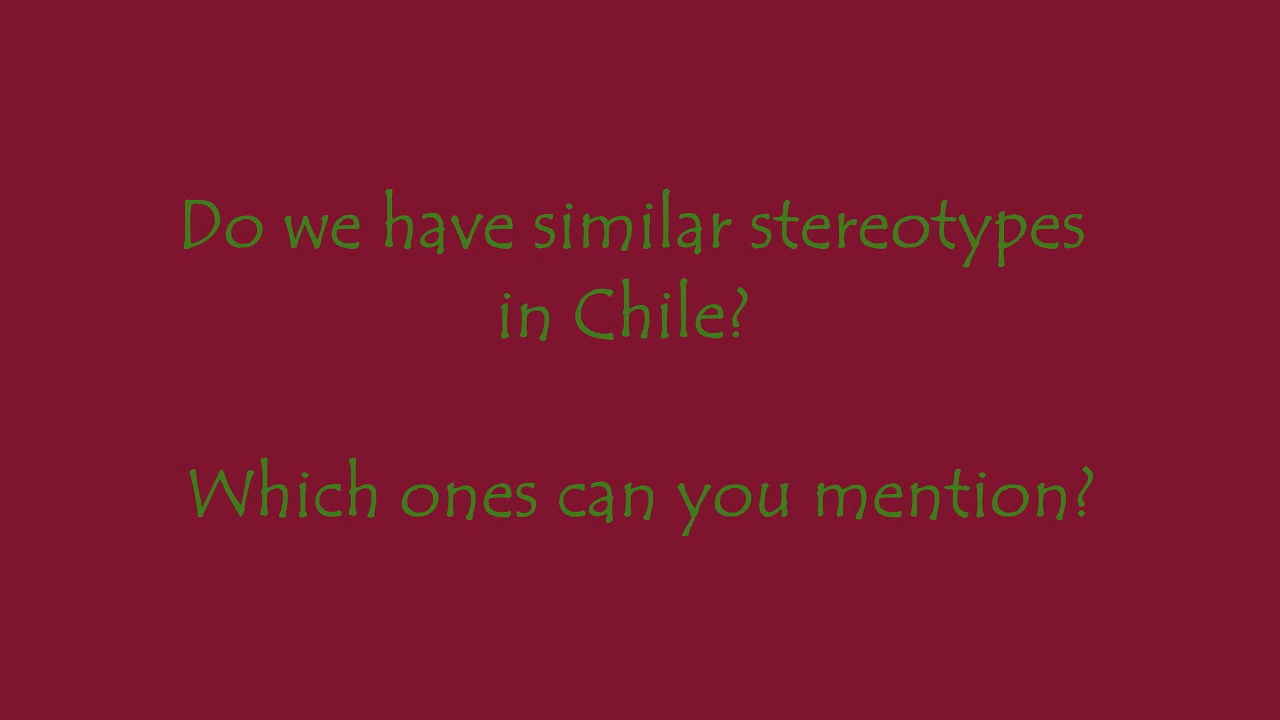 Do we have similar stereotypes
in Chile?
Which ones can you mention?